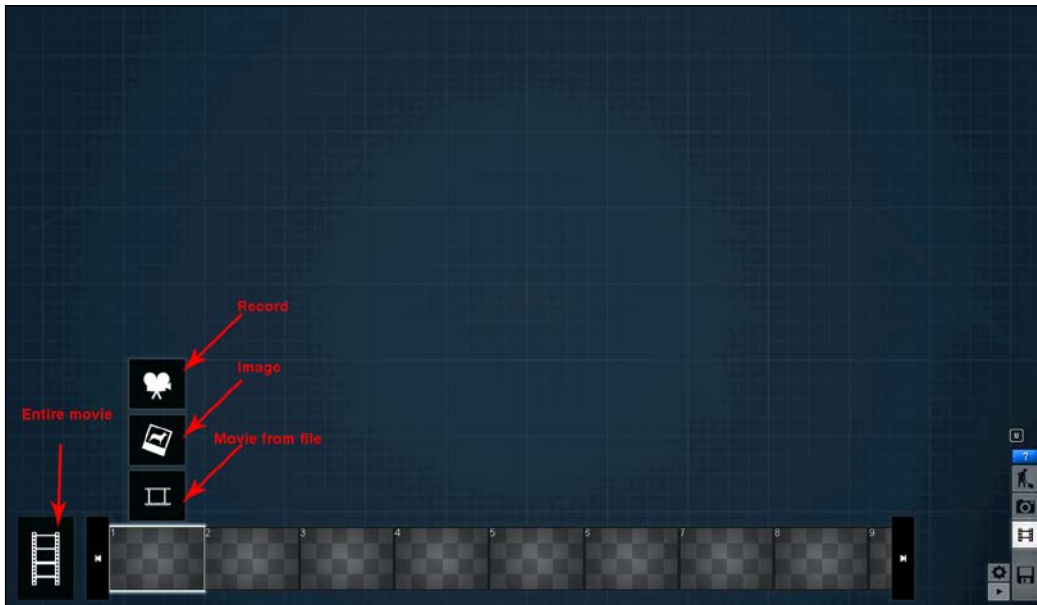 Record
Image
Entire movie
Movie from file
U
?
1 2 3 4 5 6 7 8 9